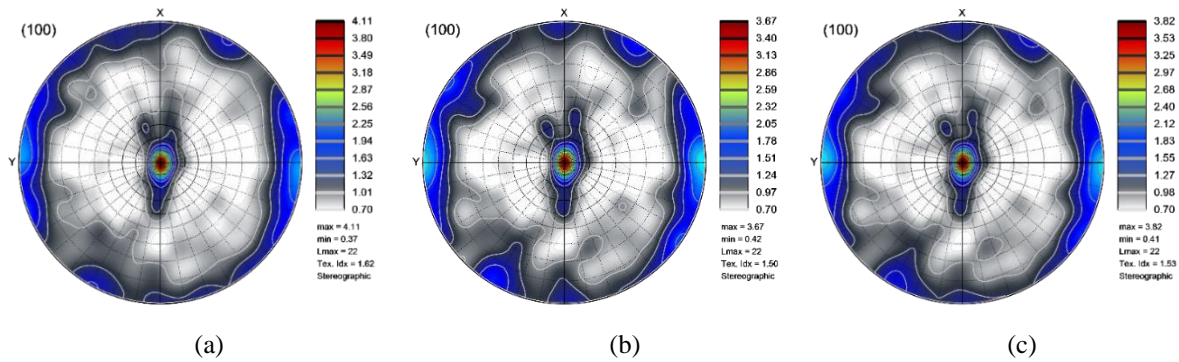 X
(100)
Y
4.11
3.80
3.49
3.18
2.87
2.56
2.25
1.94
1.63
1.32
1.01
0.70
max = 4.11
min = 0.37
Lmax = 22
Tex. Idx = 1.62
Stereographic
(a)
X
(100)
Y
3.67
3.40
3.13
2.86
2.59
2.32
2.05
1.78
1.51
1.24
0.97
0.70
max = 3.67
min = 0.42
Lmax = 22
Tex. Idx = 1.50
Stereographic
(b)
X
(100)
Y
3.82
3.53
3.25
2.97
2.68
2.40
2.12
1.83
1.55
1.27
0.98
0.70
max = 3.82
min = 0.41
Lmax = 22
Tex. Idx = 1.53
Stereographic
(c)